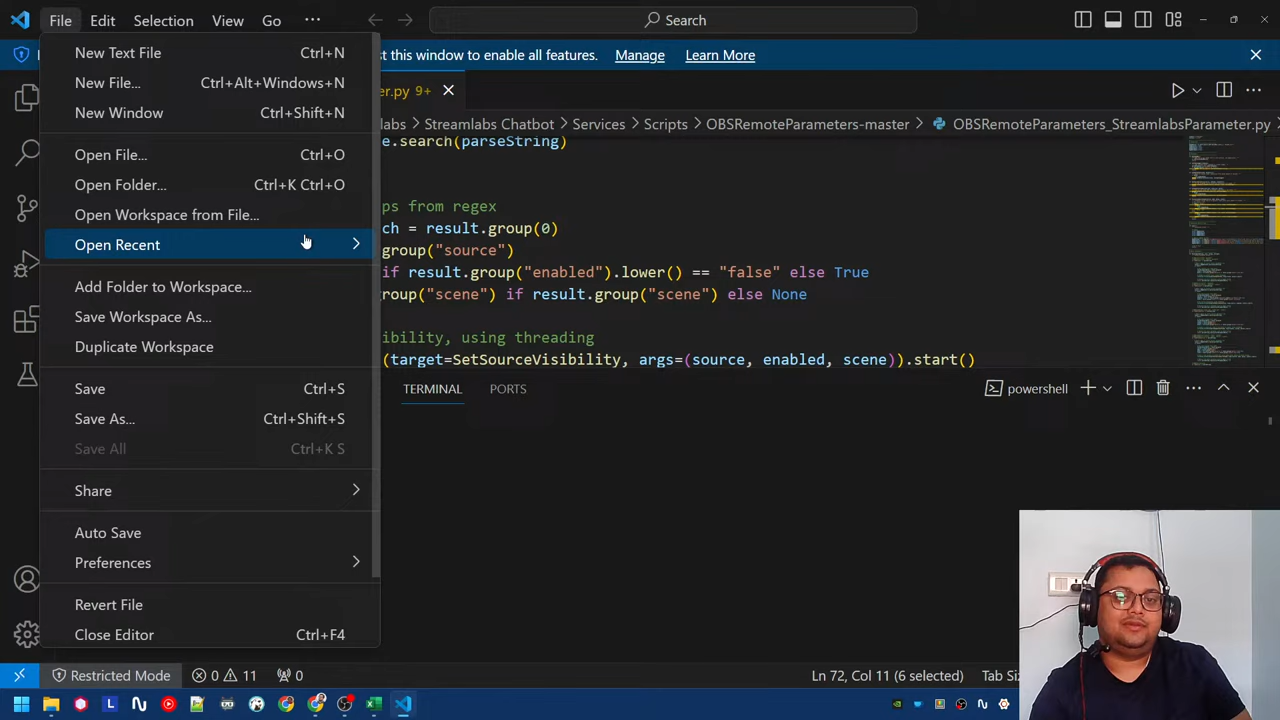 File Edit Selection View Go ··· Search
st this window to enable all features. Manage Learn More
New Text File Ctrl+N
New File... Ctrl+Alt+Windows+N
New Window Ctrl+Shift+N
Open File... Ctrl+O
Open Folder... Ctrl+K Ctrl+O
Open Workspace from File...
Open Recent
Add Folder to Workspace...
Save Workspace As...
Duplicate Workspace
Save Ctrl+S
Save As... Ctrl+Shift+S
Save All Ctrl+K S
Share
Auto Save
Preferences
Revert File
Close Editor Ctrl+F4
er.py 9+
labs > Streamlabs Chatbot > Services > Scripts > OBSRemoteParameters-master > OBSRemoteParameters_StreamlabsParameter.py
e.search(parseString)
ps from regex
ch = result.group(0)
group("source")
if result.group("enabled").lower() == "false" else True
group("scene") result.group("scene") else None
ibility, using threading
(target=SetSourceVisibility, args=(source, enabled, scene)).start()
TERMINAL PORTS powershell
Restricted Mode 0 11 0 Ln 72, Col 11 (6 selected) Tab